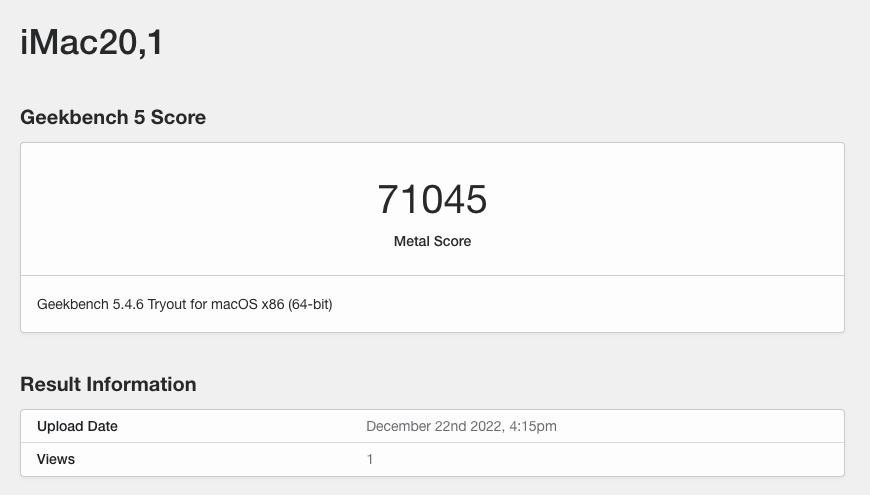 iMac20,1
Geekbench 5 Score
71045
Metal Score
Geekbench 5.4.6 Tryout for macOS x86 (64-bit)
Result Information
Upload Date December 22nd 2022, 4:15pm
Views 1